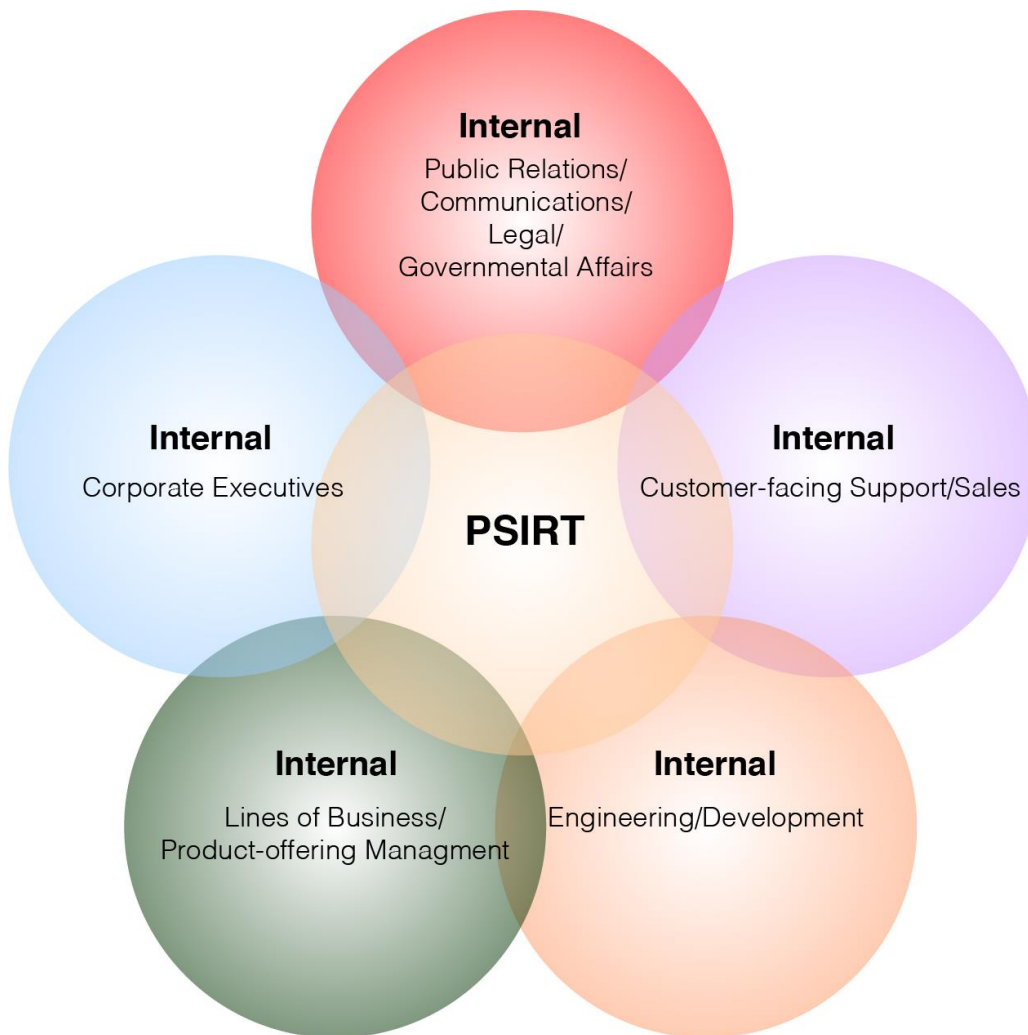 Internal
Public Relations/
Communications/
Legal/
Governmental Affairs
Internal
Corporate Executives
Internal
Customer-facing Support/Sales
PSIRT
Internal
Lines of Business/
Product-offering Managment
Internal
Engineering/Development